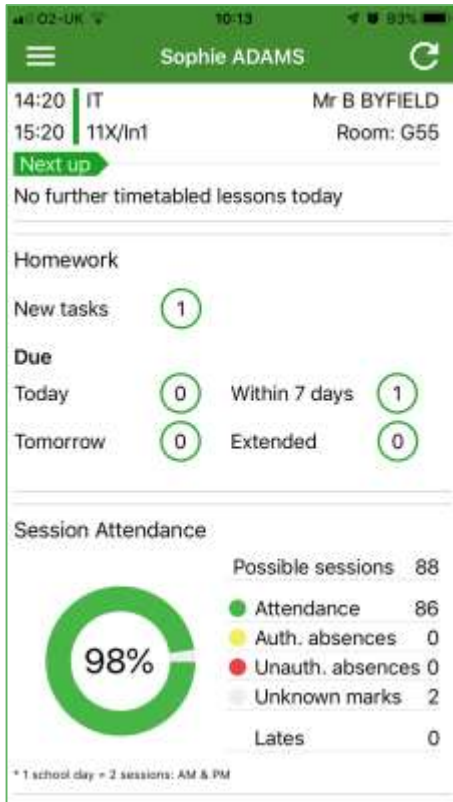 O2-UK 10:13 93%
Sophie ADAMS
14:20 IT Mr B BYFIELD
15:20 11X/In1 Room: G55
Next up
No further timetabled lessons today
Homework
New tasks 1
Due
Today 0 Within 7 days 1
Tomorrow 0 Extended 0
Session Attendance
Possible sessions 88
98%
Attendance 86
Auth. absences 0
Unauth. absences 0
Unknown marks 2
Lates 0
* 1 school day = 2 sessions: AM & PM